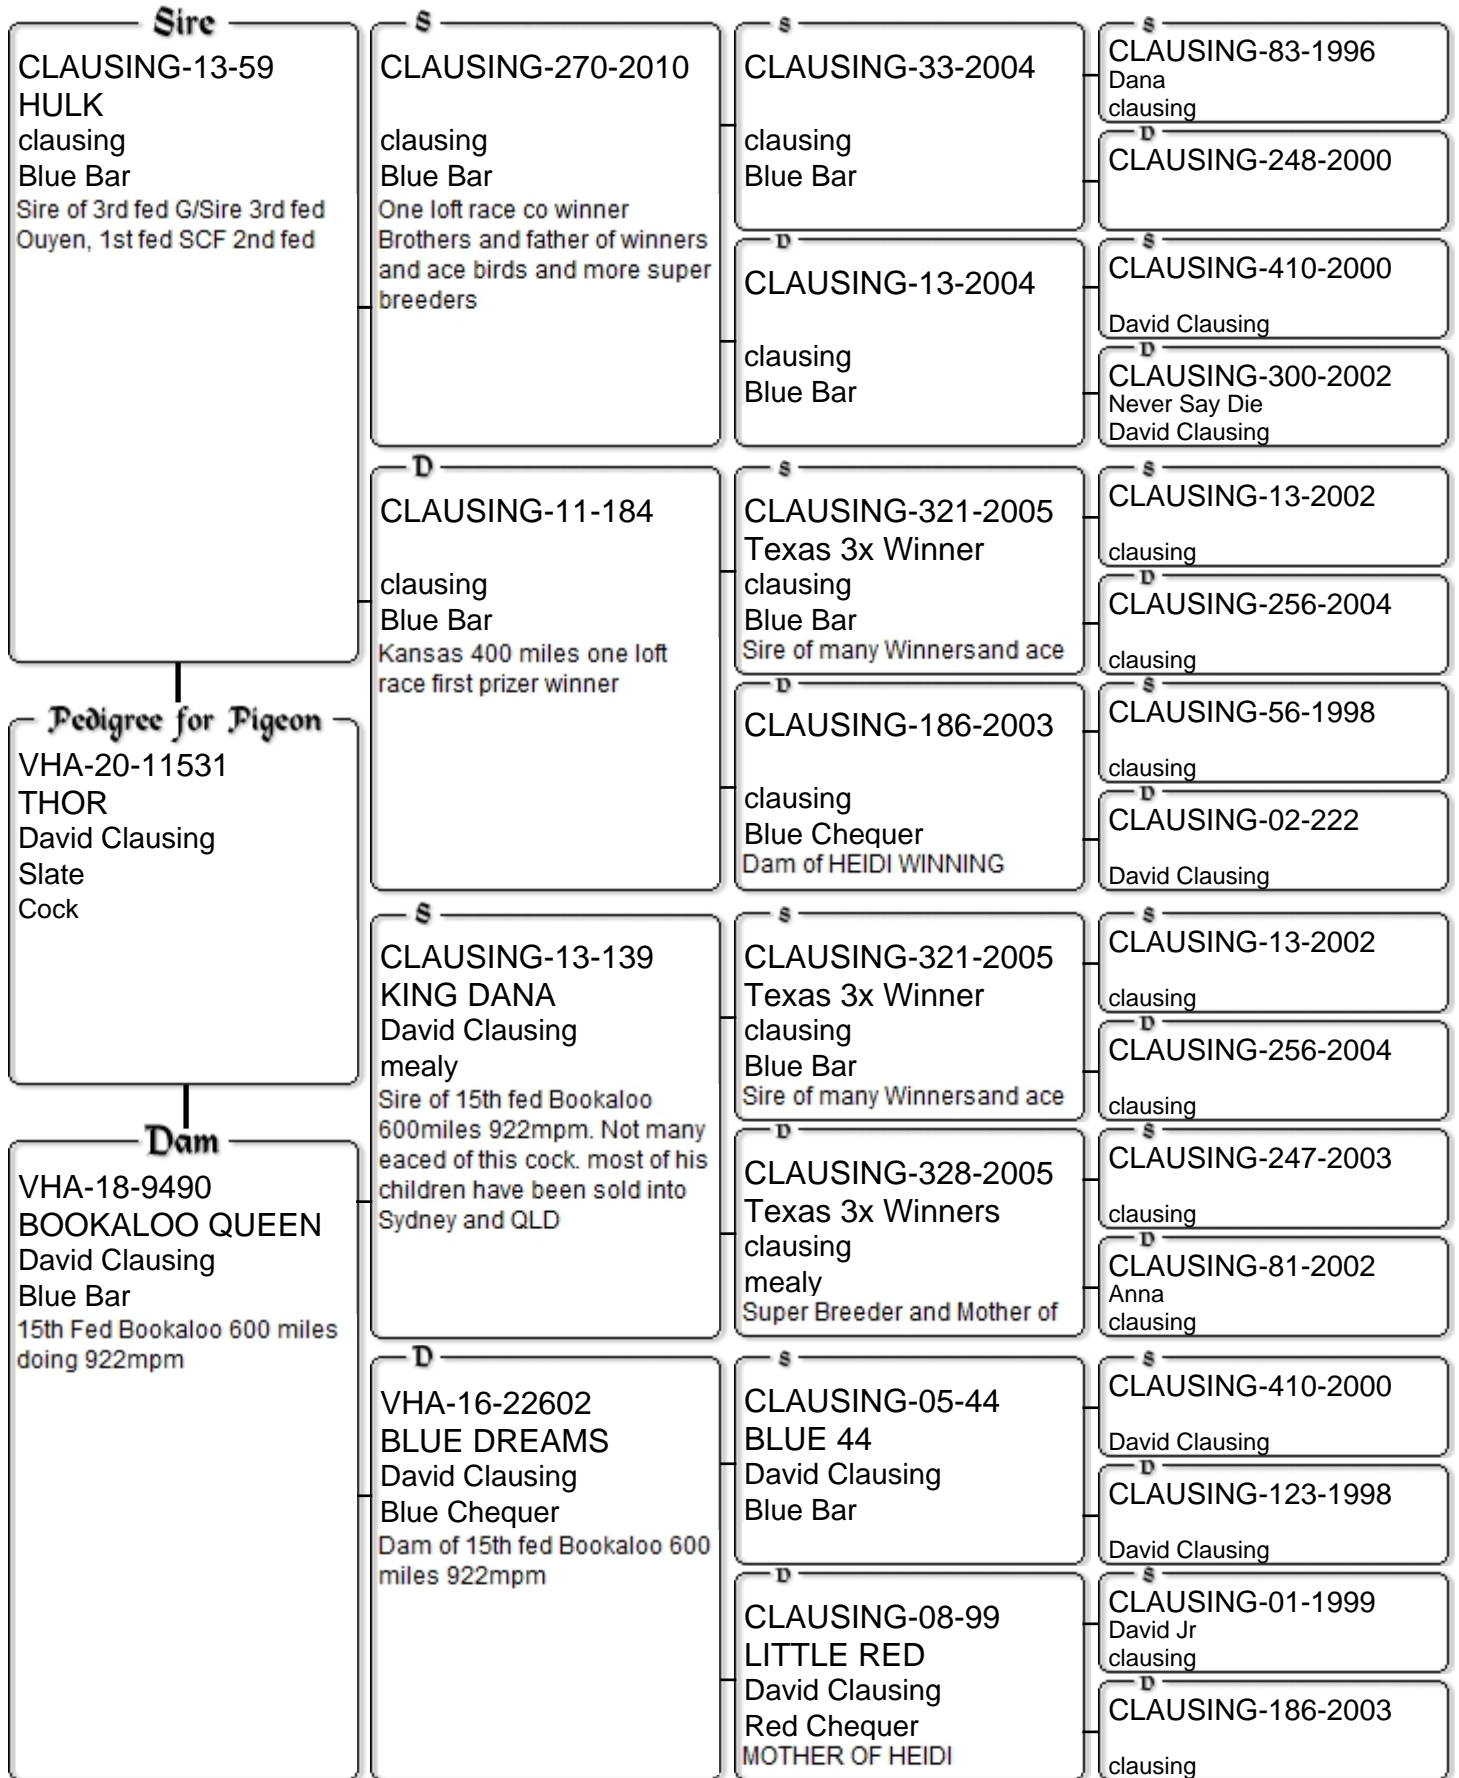 Sire
CLAUSING-13-59
HULK
clausing
Blue Bar
Sire of 3rd fed G/Sire 3rd fed
Ouyen, 1st fed SCF 2nd fed
Pedigree for Pigeon
VHA-20-11531
THOR
David Clausing
Slate
Cock
Dam
VHA-18-9490
BOOKALOO QUEEN
David Clausing
Blue Bar
15th Fed Bookaloo 600 miles
doing 922mpm
S
CLAUSING-270-2010
clausing
Blue Bar
One loft race co winner
Brothers and father of winners
and ace birds and more super
breeders
D
CLAUSING-11-184
clausing
Blue Bar
Kansas 400 miles one loft
race first prizer winner
S
CLAUSING-13-139
KING DANA
David Clausing
mealy
Sire of 15th fed Bookaloo
600miles 922mpm. Not many
eaced of this cock. most of his
children have been sold into
Sydney and QLD
D
VHA-16-22602
BLUE DREAMS
David Clausing
Blue Chequer
Dam of 15th fed Bookaloo 600
miles 922mpm
S
CLAUSING-33-2004
clausing
Blue Bar
D
CLAUSING-13-2004
clausing
Blue Bar
S
CLAUSING-321-2005
Texas 3x Winner
clausing
Blue Bar
Sire of many Winnersand ace
D
CLAUSING-186-2003
clausing
Blue Chequer
Dam of HEIDI WINNING
S
CLAUSING-321-2005
Texas 3x Winner
clausing
Blue Bar
Sire of many Winnersand ace
D
CLAUSING-328-2005
Texas 3x Winners
clausing
mealy
Super Breeder and Mother of
S
CLAUSING-05-44
BLUE 44
David Clausing
Blue Bar
D
CLAUSING-08-99
LITTLE RED
David Clausing
Red Chequer
MOTHER OF HEIDI
S
CLAUSING-83-1996
Dana
clausing
D
CLAUSING-248-2000
S
CLAUSING-410-2000
David Clausing
D
CLAUSING-300-2002
Never Say Die
David Clausing
S
CLAUSING-13-2002
clausing
D
CLAUSING-256-2004
clausing
S
CLAUSING-56-1998
clausing
D
CLAUSING-02-222
David Clausing
S
CLAUSING-13-2002
clausing
D
CLAUSING-256-2004
clausing
S
CLAUSING-247-2003
clausing
D
CLAUSING-81-2002
Anna
clausing
S
CLAUSING-410-2000
David Clausing
D
CLAUSING-123-1998
David Clausing
S
CLAUSING-01-1999
David Jr
clausing
D
CLAUSING-186-2003
clausing